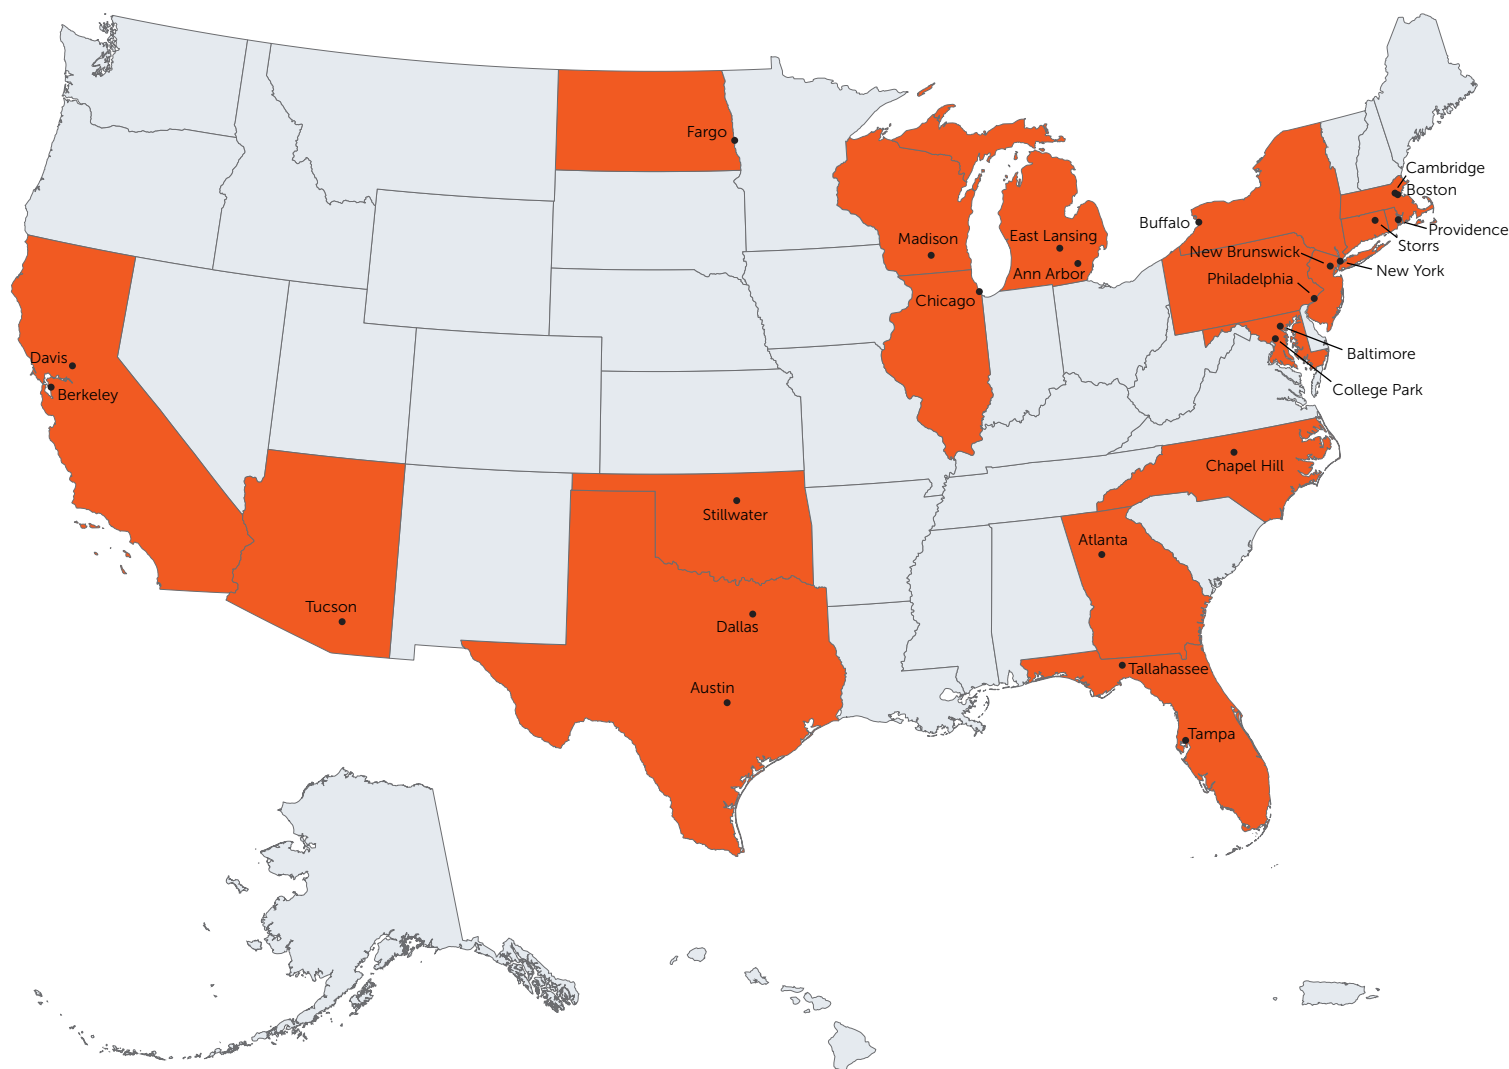 Fargo
Cambridge
Boston
Buffalo
Providence
Madison
East Lansing
Storrs
New Brunswick
Ann Arbor
New York
Philadelphia
Chicago
Davis
Baltimore
Berkeley
College Park
Chapel Hill
Stillwater
Atlanta
Tucson
Dallas
Tallahassee
Austin
Tampa